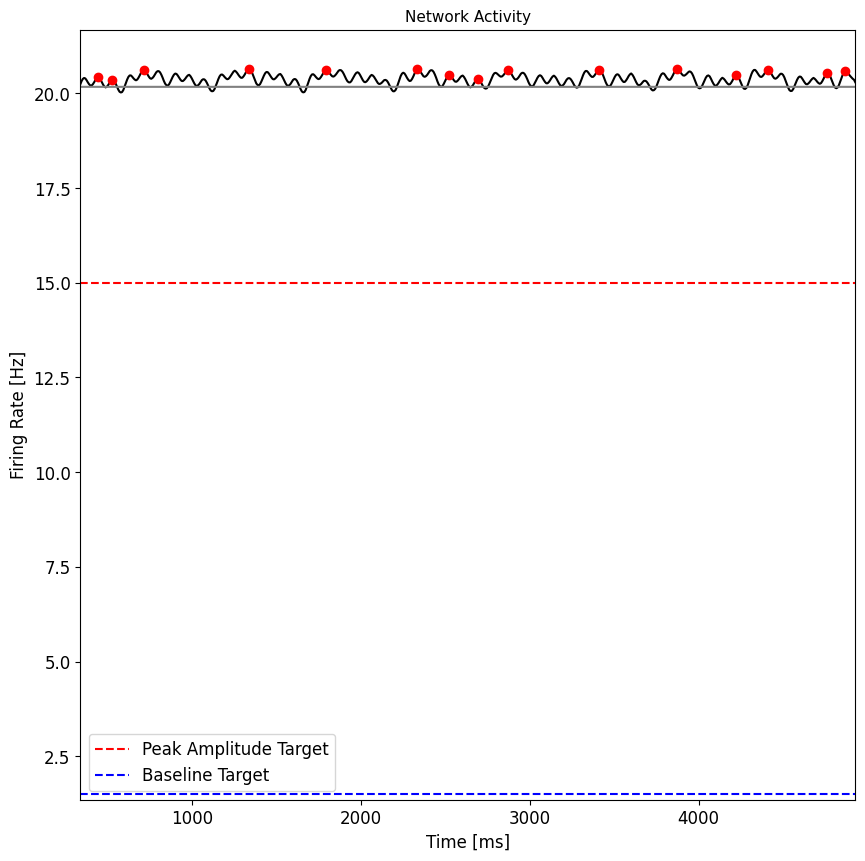 Network Activity
Firing Rate [Hz]
20.0
17.5
15.0
12.5
10.0
7.5
5.0
2.5
Peak Amplitude Target
Baseline Target
1000
2000
3000
4000
Time [ms]